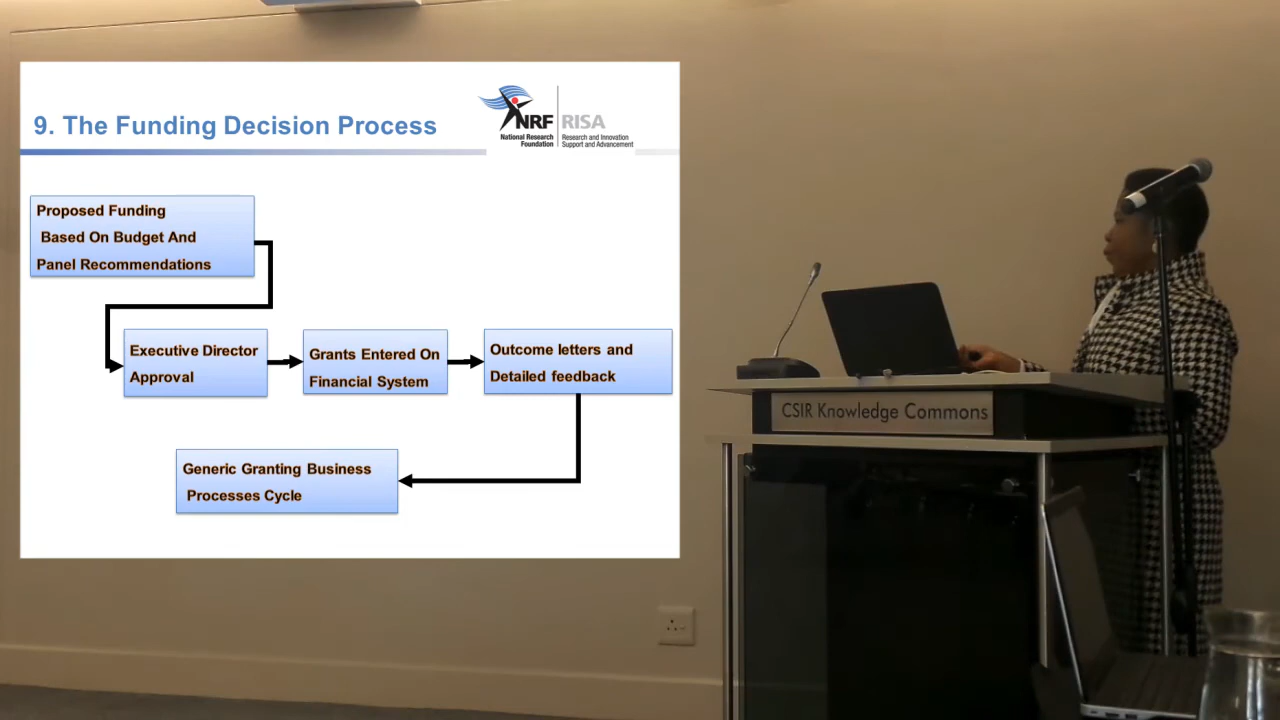 9. The Funding Decision Process
NRF
RISA
National Research
Foundation
Research and Innovation
Support and Advancement
Proposed Funding
Based On Budget And
Panel Recommendations
Executive Director
Approval
Grants Entered On
Financial System
Outcome letters and
Detailed feedback
Generic Granting Business
Processes Cycle
CSIR Knowledge Commons